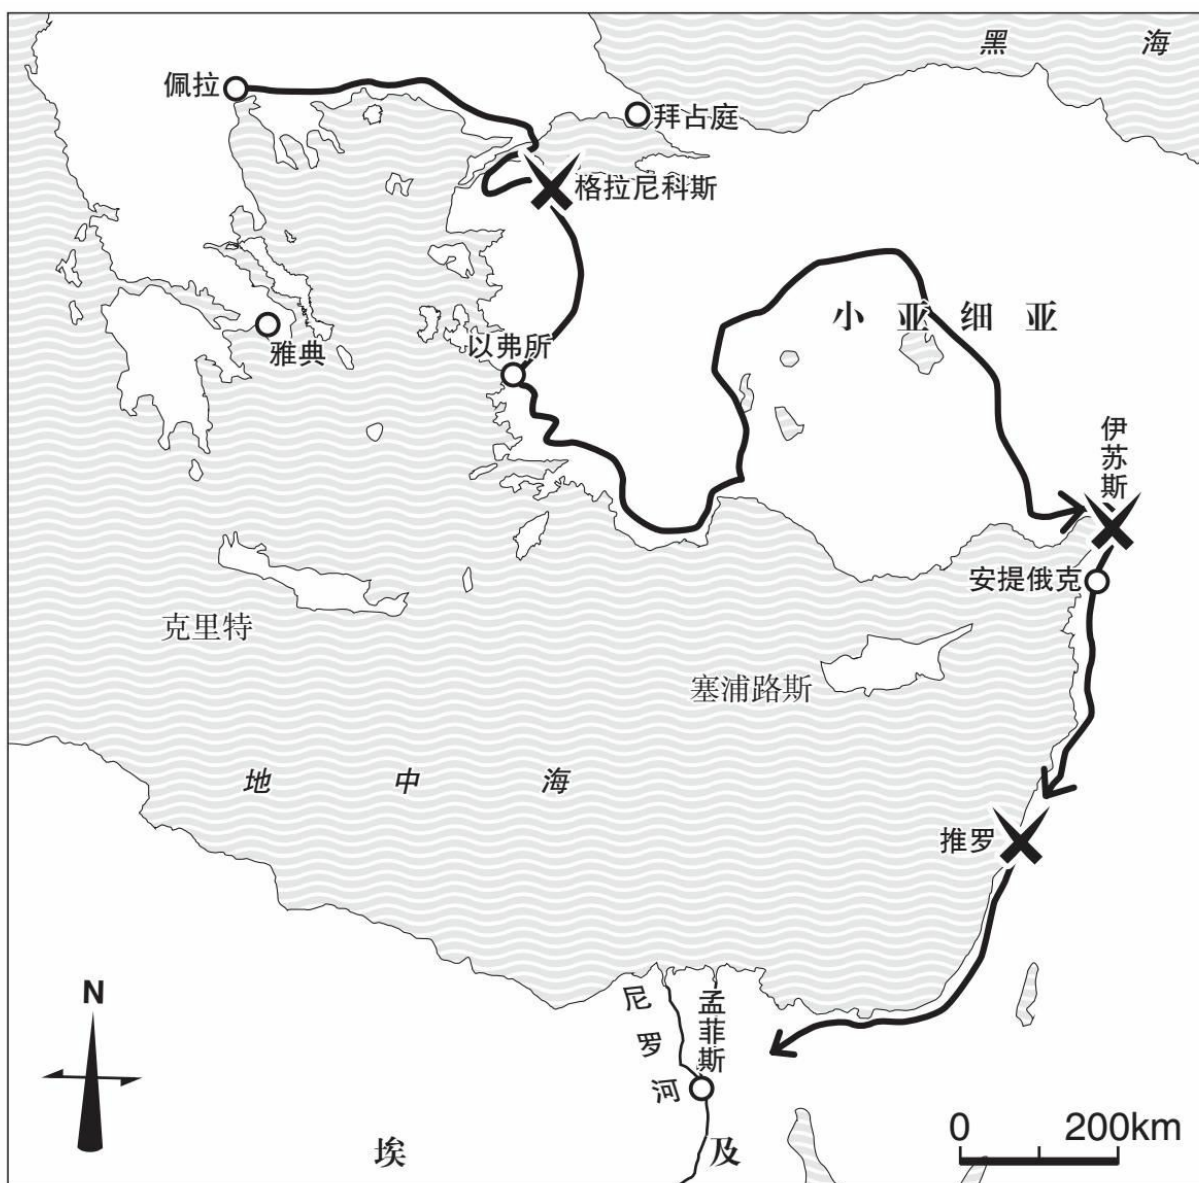 黑 海
佩拉
拜占庭
格拉尼科斯
小亚细亚
雅典
以弗所
伊苏斯
安提俄克
克里特
塞浦路斯
地中海
推罗
N
尼罗河
孟菲斯
埃及
0 200km